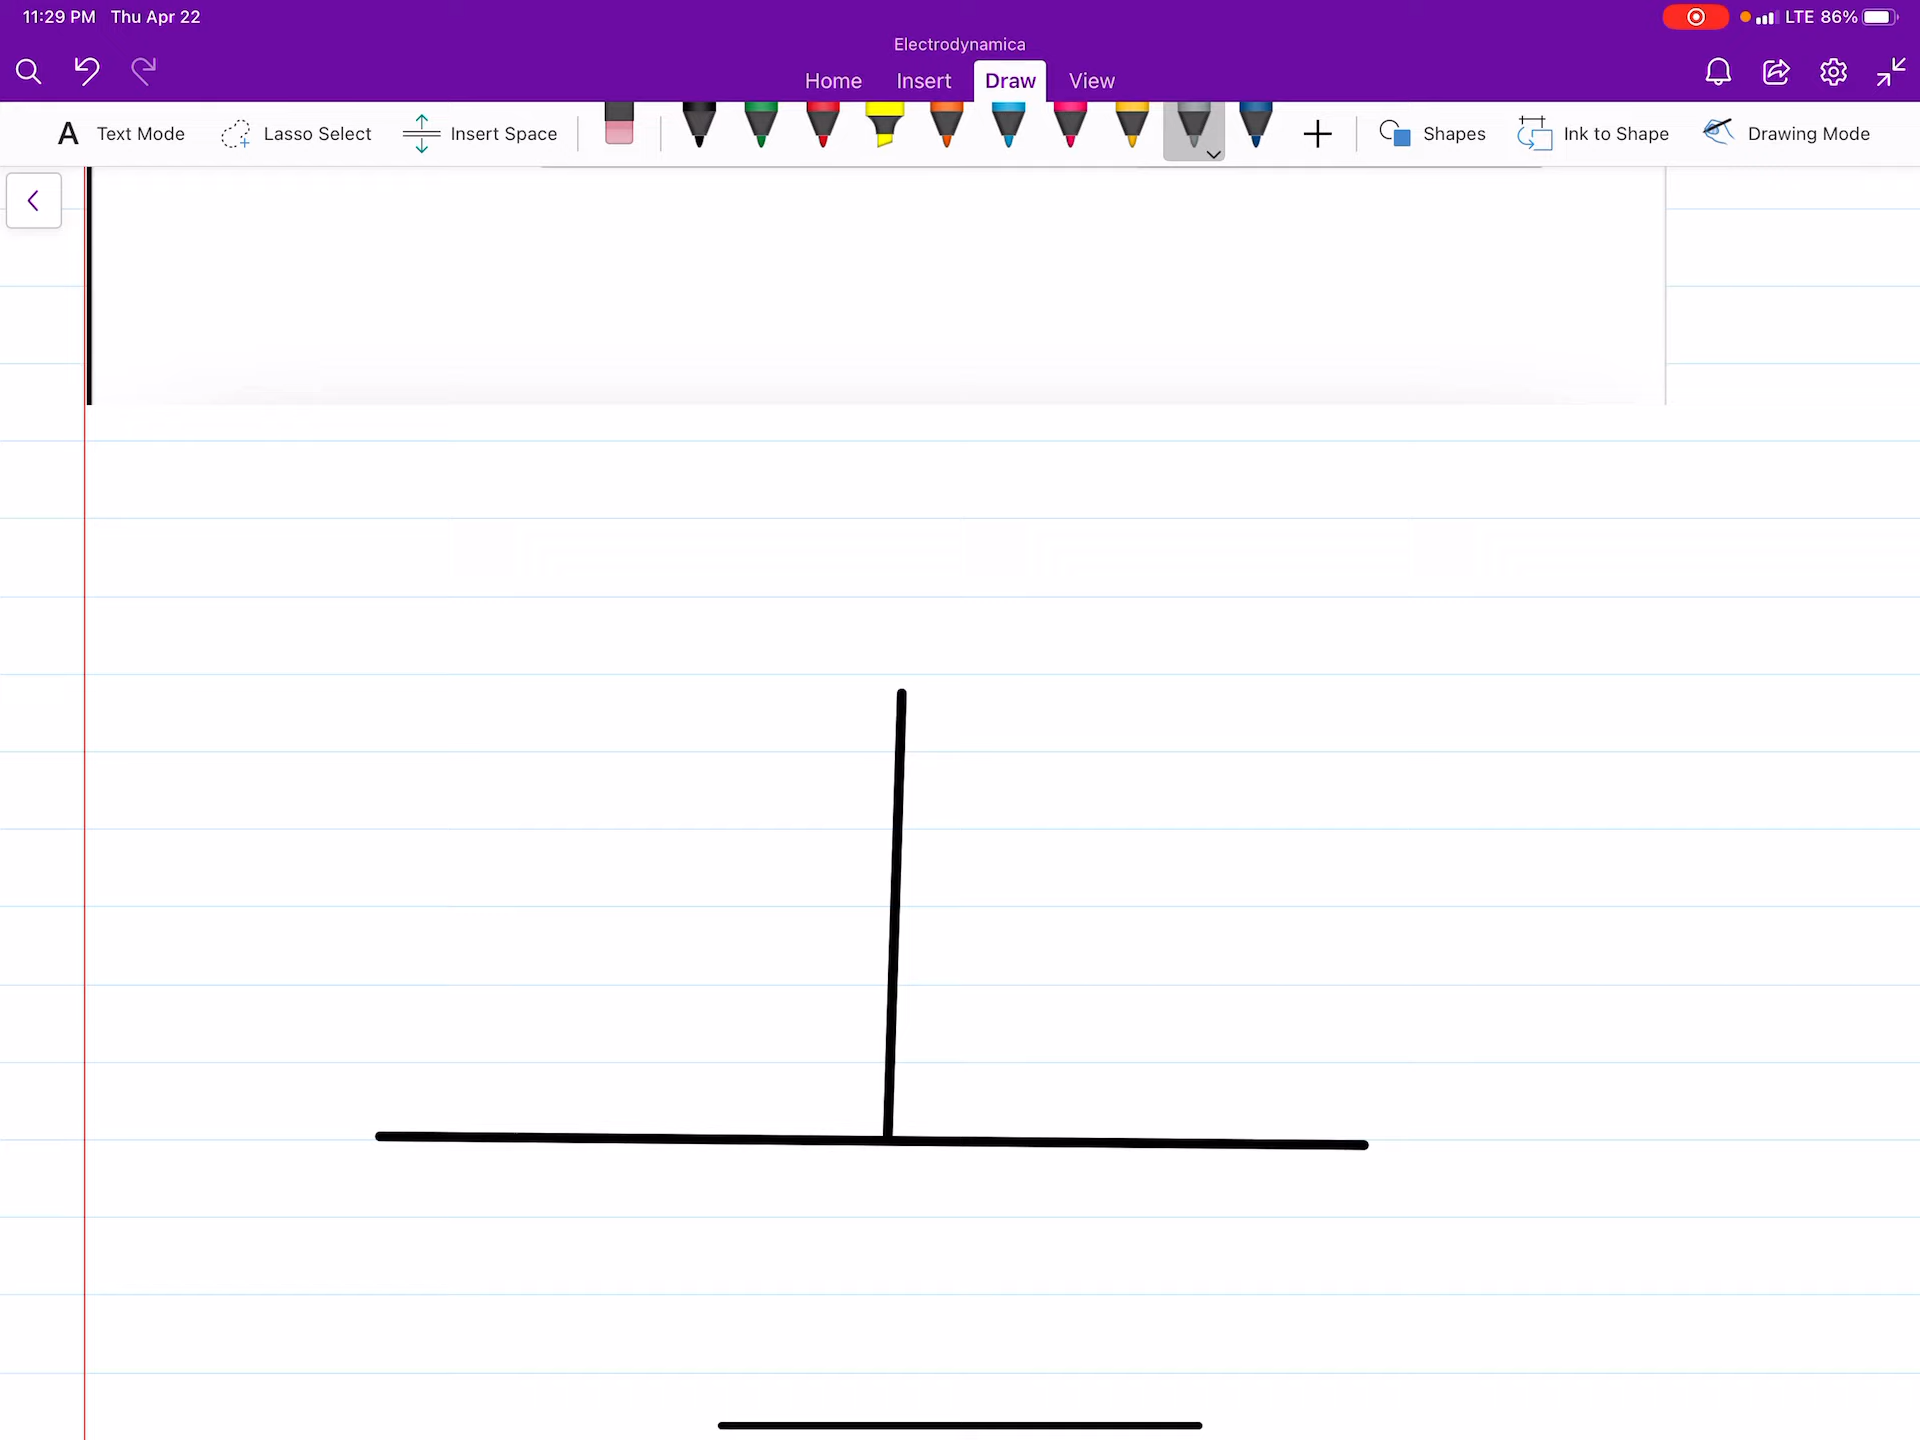 11:29 PM Thu Apr 22
LTE 86%
Electrodynamica
Home Insert Draw View
A Text Mode Lasso Select Insert Space Shapes Ink to Shape Drawing Mode